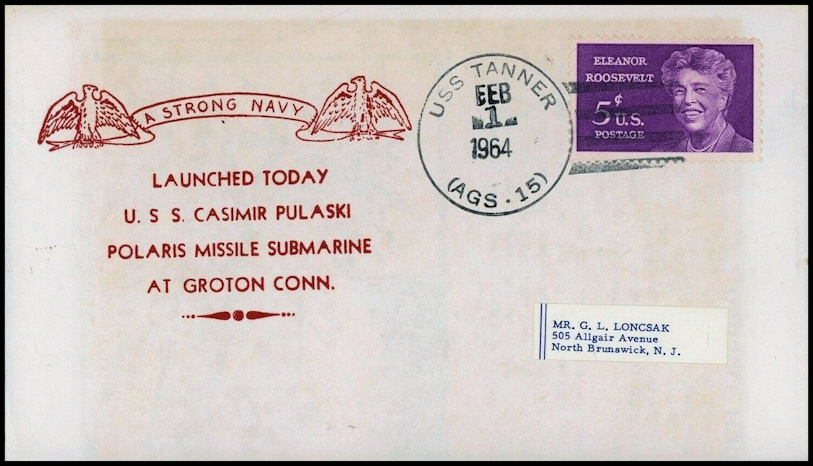 A STRONG NAVY
LAUNCHED TODAY
U. S S. CASIMIR PULASKI
POLARIS MISSILE SUBMARINE
AT GROTON CONN.
USS TANNER
FEB
1
1964
(AGS · 15)
ELEANOR
ROOSEVELT
5¢
U.S.
POSTAGE
MR. G. L. LONCSAK
505 Allgair Avenue
North Brunswick, N. J.